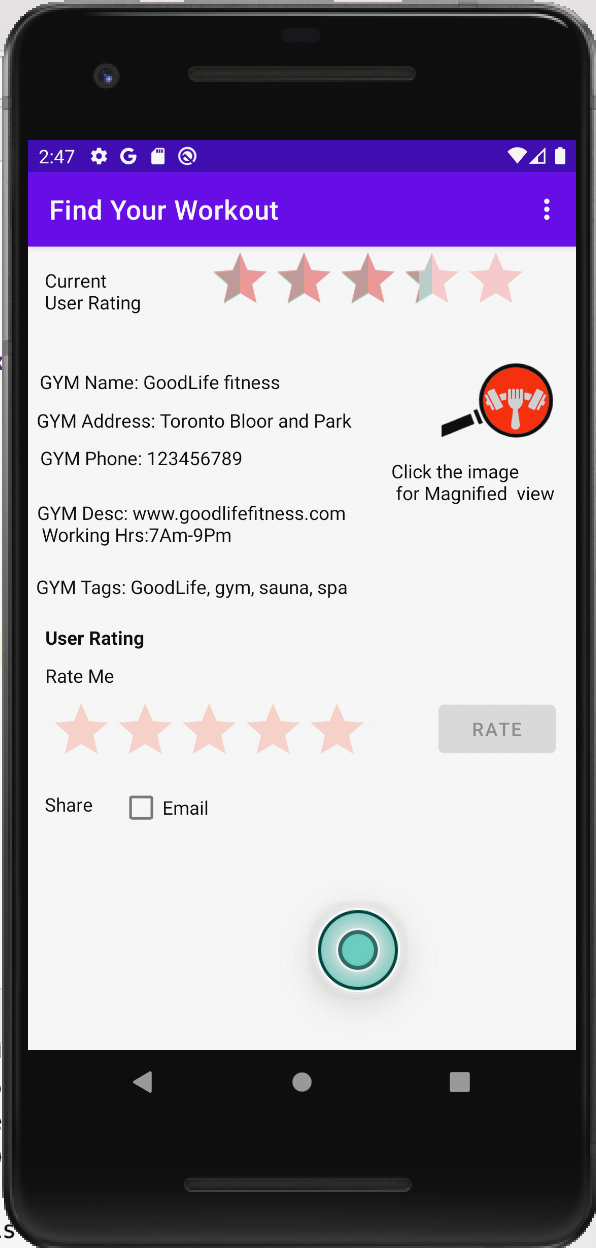 2:47
Find Your Workout
Current
User Rating
GYM Name: GoodLife fitness
GYM Address: Toronto Bloor and Park
GYM Phone: 123456789
Click the image
for Magnified view
GYM Desc: www.goodlifefitness.com
Working Hrs:7Am-9Pm
GYM Tags: GoodLife, gym, sauna, spa
User Rating
Rate Me
RATE
Share
Email